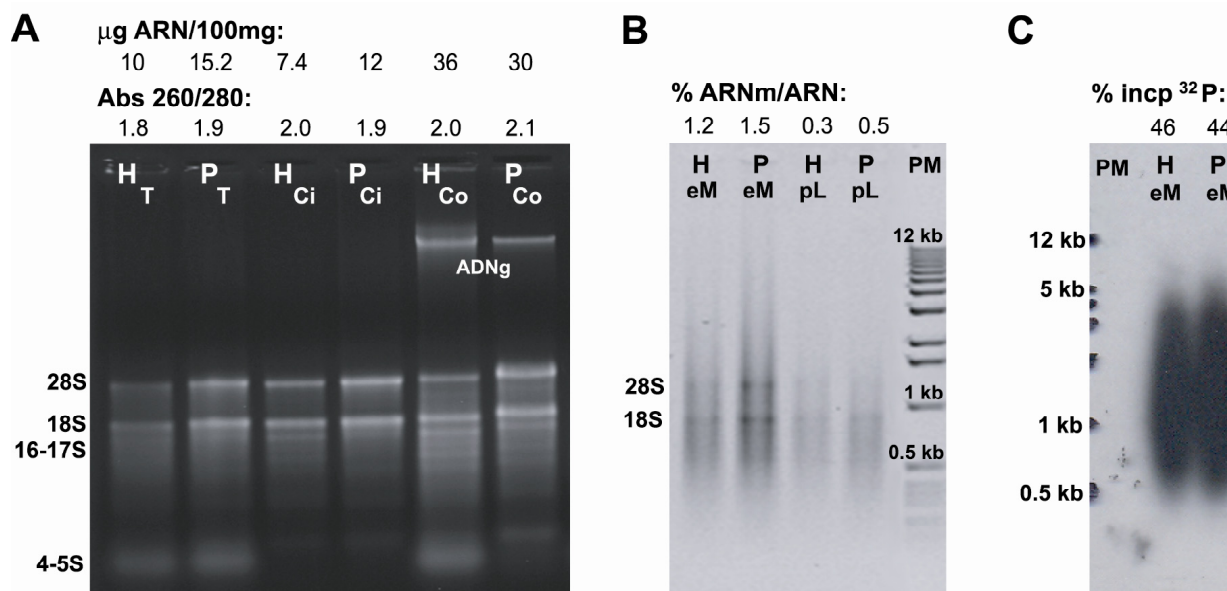 A
μg ARN/100mg:
10 15.2 7.4 12 36 30
Abs 260/280:
1.8 1.9 2.0 1.9 2.0 2.1
H T P T H Ci P Ci H Co P Co
ADNg
28S
18S
16-17S
4-5S
B
% ARNm/ARN:
1.2 1.5 0.3 0.5
H P H P PM
eM eM pL pL
12 kb
28S
1 kb
18S
0.5 kb
C
% incp ³²P:
46 44
PM H P
eM eM
12 kb
5 kb
1 kb
0.5 kb